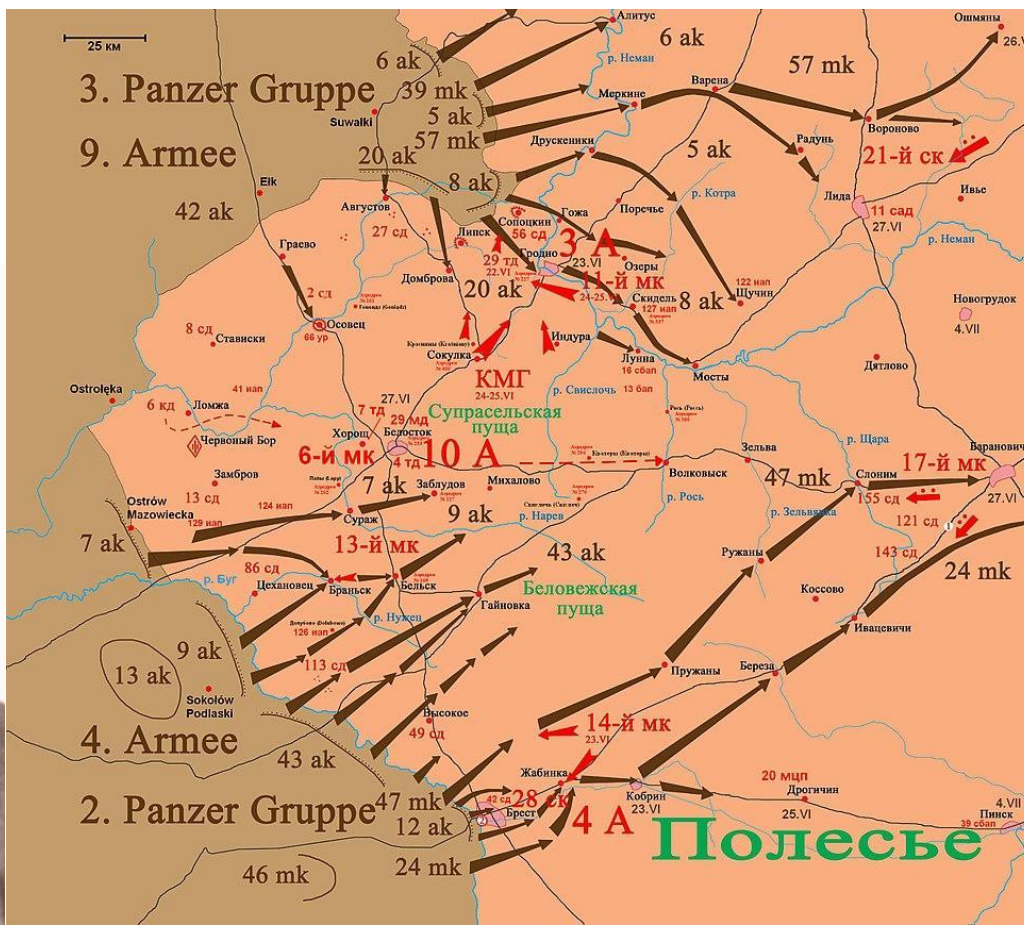 25 км
Алитус
Ошмяны
6 ak
6 ak
р. Неман
26.V
3. Panzer Gruppe
39 mk
Варена
57 mk
Suwałki
5 ak
Меркине
57 mk
Вороново
9. Armee
20 ak
Друскеники
5 ak
Радунь
21-й ск
8 ak
р. Котра
Ивье
Ełk
42 ak
Августов
27 сд
Липск
Сопоцкин
56 сд
Гожа
Поречье
Лида
11 сад
27.VI
р. Неман
Граево
29 тд
22.VI
Гродно
3 А
23.VI
Озеры
Домброва
20 ak
11-й мк
24-25.VI
8 ak
122 иап
Щучин
2 сд
Скидель
127 иап
Новогрудок
4.VII
Осовец
66 ур
8 сд
Стависки
Сокулка
Индура
Лунна
16 сбап
Мосты
Дятлово
КМГ
24-25.VI
р. Свислочь
13 бап
Ostrołęka
41 иап
27.VI
6 кд
Ломжа
7 тд
29 мд
Супрасельская
пуща
Червоный Бор
Хорощ
Белосток
6-й мк
4 тд
10 А
Зельва
р. Щара
Барановичи
Замбров
7 ak
Михалово
Волковыск
47 mk
Слоним
17-й мк
13 сд
124 иап
Заблудов
9 ak
р. Рось
155 сд
27.VI
Ostrów
Mazowiecka
129 иап
Сураж
р. Нарев
р. Зельвянка
121 сд
7 ak
13-й мк
43 ak
Ружаны
143 сд
р. Буг
86 сд
Цехановец
Браньск
Бельск
Беловежская
пуща
24 mk
Гайновка
Коссово
р. Нужец
126 иап
Ивацевичи
9 ak
13 ak
113 сд
Пружаны
Береза
Sokołów
Podlaski
Высокое
49 сд
14-й мк
23.VI
4. Armee
43 ak
Жабинка
20 мцп
2. Panzer Gruppe
47 mk
42 сд
28 ск
Кобрин
23.VI
Дрогичин
25.VI
4.VII
Пинск
39 сбап
12 ak
Брест
4 А
Полесье
24 mk
46 mk